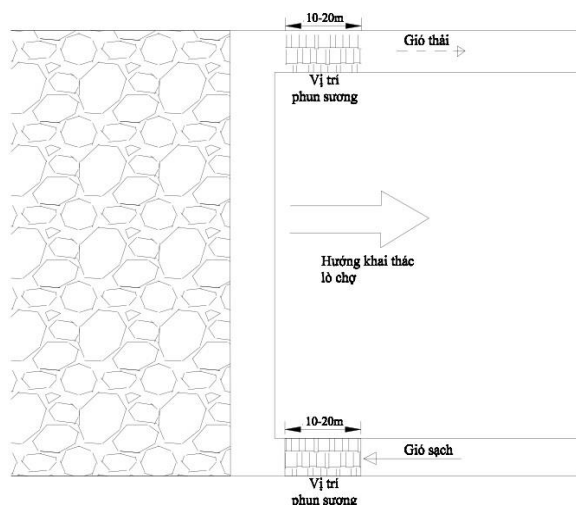 10-20m
Gió thải
Vị trí
phun sương
Hướng khai thác
lò chợ
10-20m
Gió sạch
Vị trí
phun sương